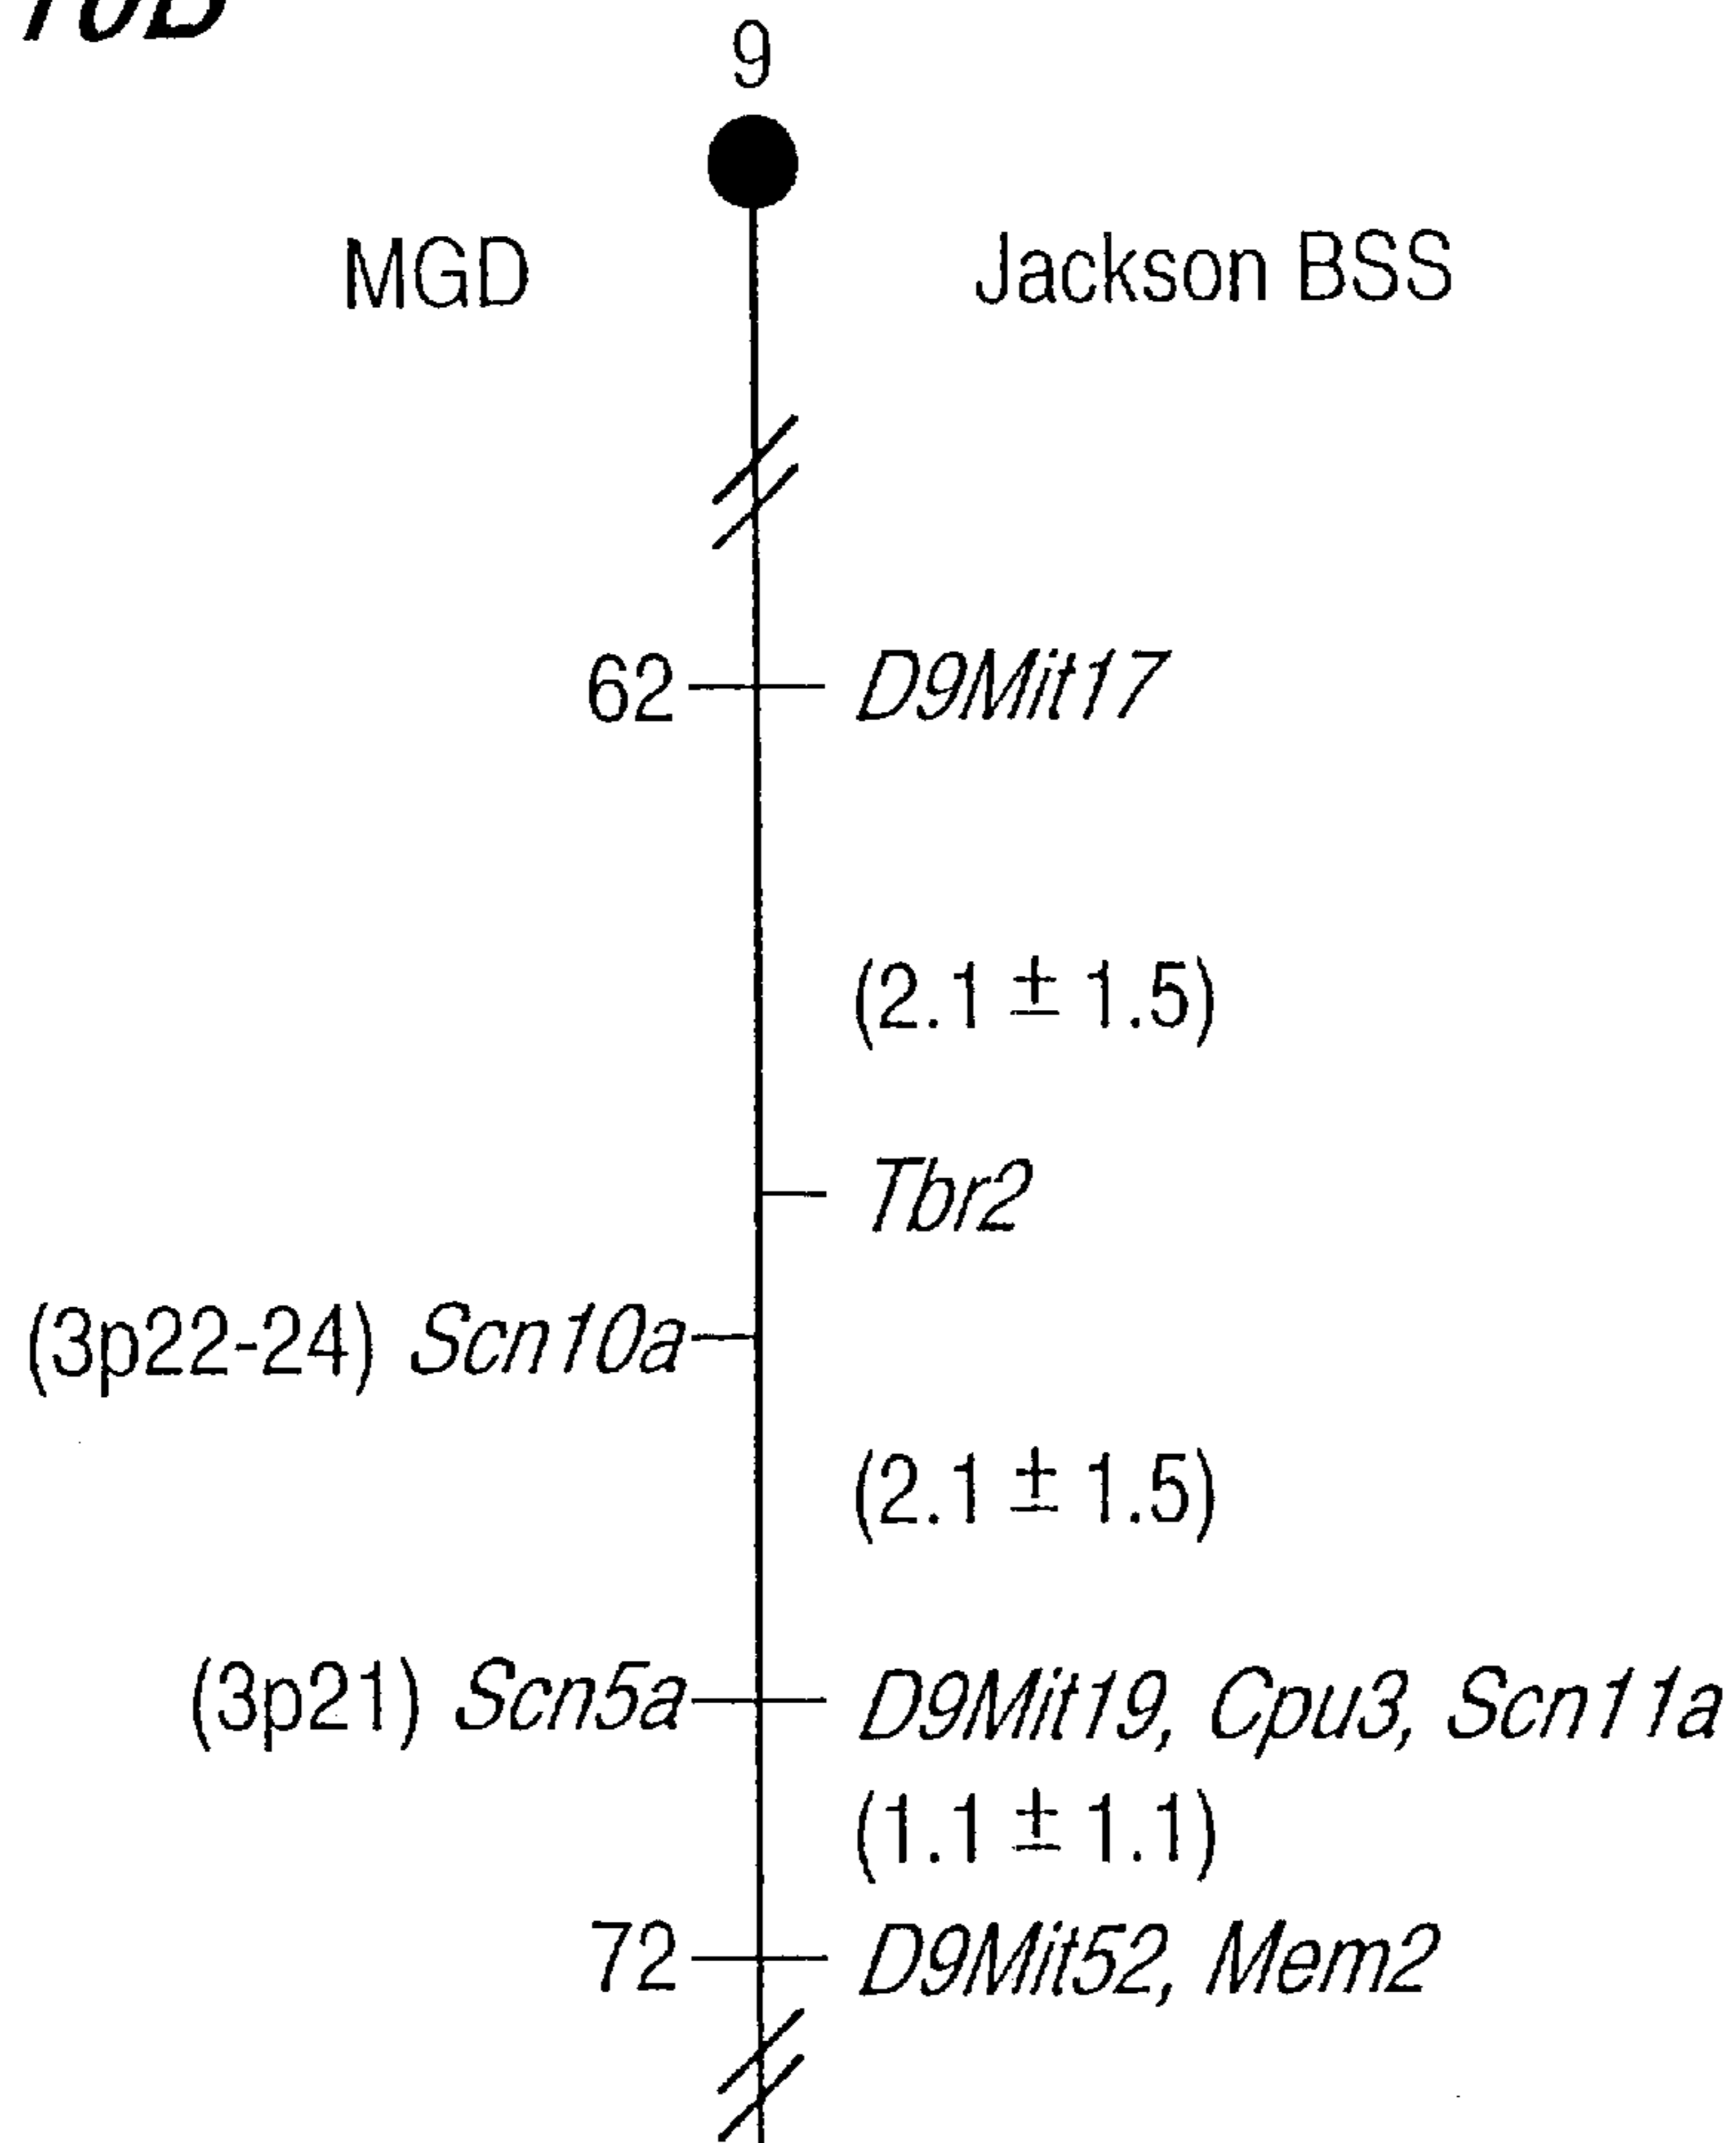 9
MGD Jackson BSS
62 D9Mit17
(2.1 ± 1.5)
Tbr2
(3p22-24) Scn10a
(2.1 ± 1.5)
(3p21) Scn5a D9Mit19, Cpu3, Scn11a
(1.1 ± 1.1)
72 D9Mit52, Mem2